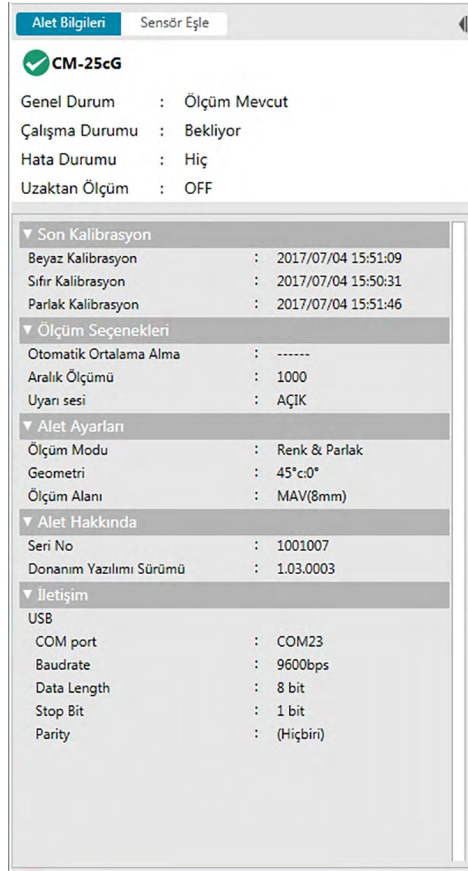 Alet Bilgileri Sensör Eşle
CM-25cG
Genel Durum : Ölçüm Mevcut
Çalışma Durumu : Bekliyor
Hata Durumu : Hiç
Uzaktan Ölçüm : OFF
▼ Son Kalibrasyon
Beyaz Kalibrasyon : 2017/07/04 15:51:09
Sıfır Kalibrasyon : 2017/07/04 15:50:31
Parlak Kalibrasyon : 2017/07/04 15:51:46
▼ Ölçüm Seçenekleri
Otomatik Ortalama Alma : ------
Aralık Ölçümü : 1000
Uyarı sesi : AÇIK
▼ Alet Ayarları
Ölçüm Modu : Renk & Parlak
Geometri : 45°c:0°
Ölçüm Alanı : MAV(8mm)
▼ Alet Hakkında
Seri No : 1001007
Donanım Yazılımı Sürümü : 1.03.0003
▼ İletişim
USB
COM port : COM23
Baudrate : 9600bps
Data Length : 8 bit
Stop Bit : 1 bit
Parity : (Hiçbiri)